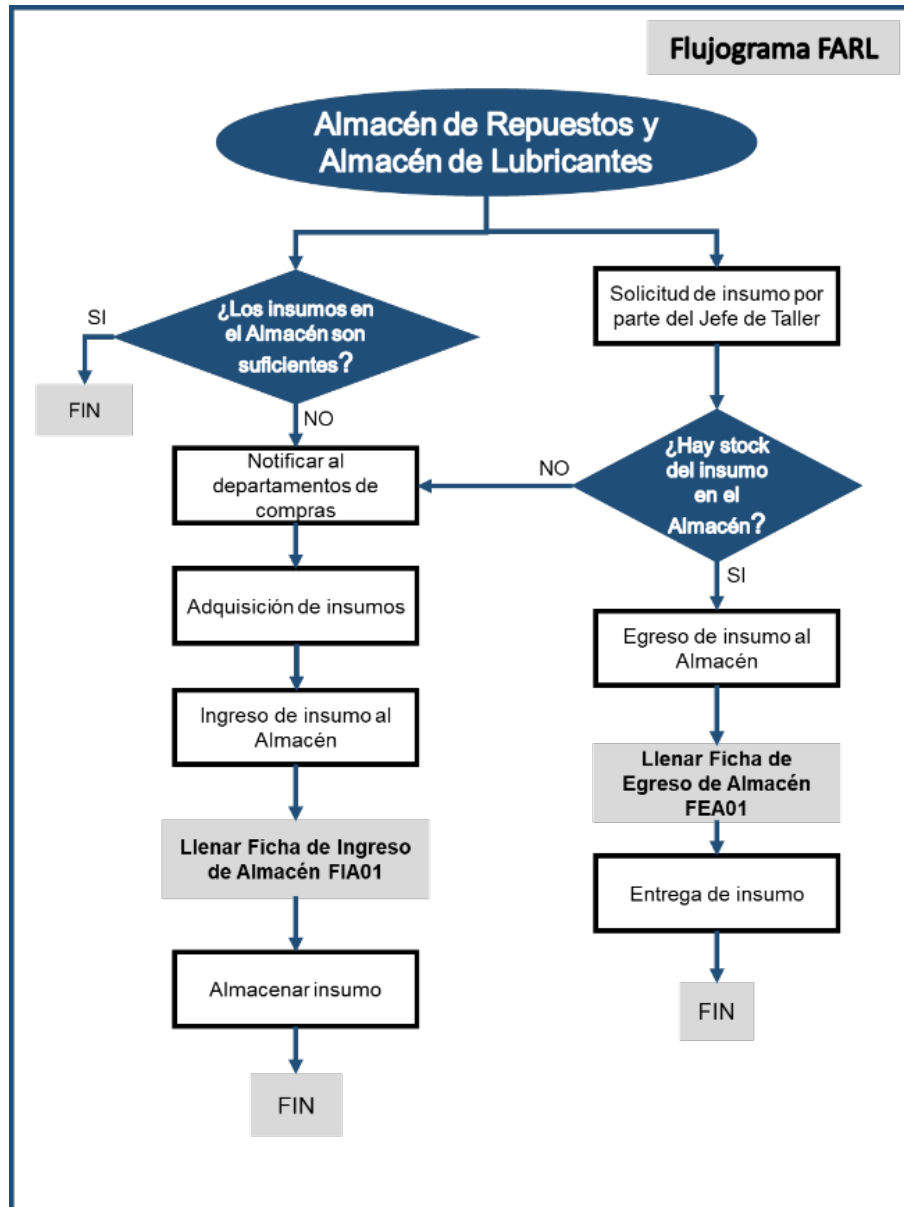 Flujograma FARL
Almacén de Repuestos y
Almacén de Lubricantes
¿Los insumos en
el Almacén son
suficientes?
SI
FIN
NO
Notificar al
departamentos de
compras
Adquisición de insumos
Ingreso de insumo al
Almacén
Llenar Ficha de Ingreso
de Almacén FIA01
Almacenar insumo
FIN
Solicitud de insumo por
parte del Jefe de Taller
¿Hay stock
del insumo
en el
Almacén?
NO
SI
Egreso de insumo al
Almacén
Llenar Ficha de
Egreso de Almacén
FEA01
Entrega de insumo
FIN